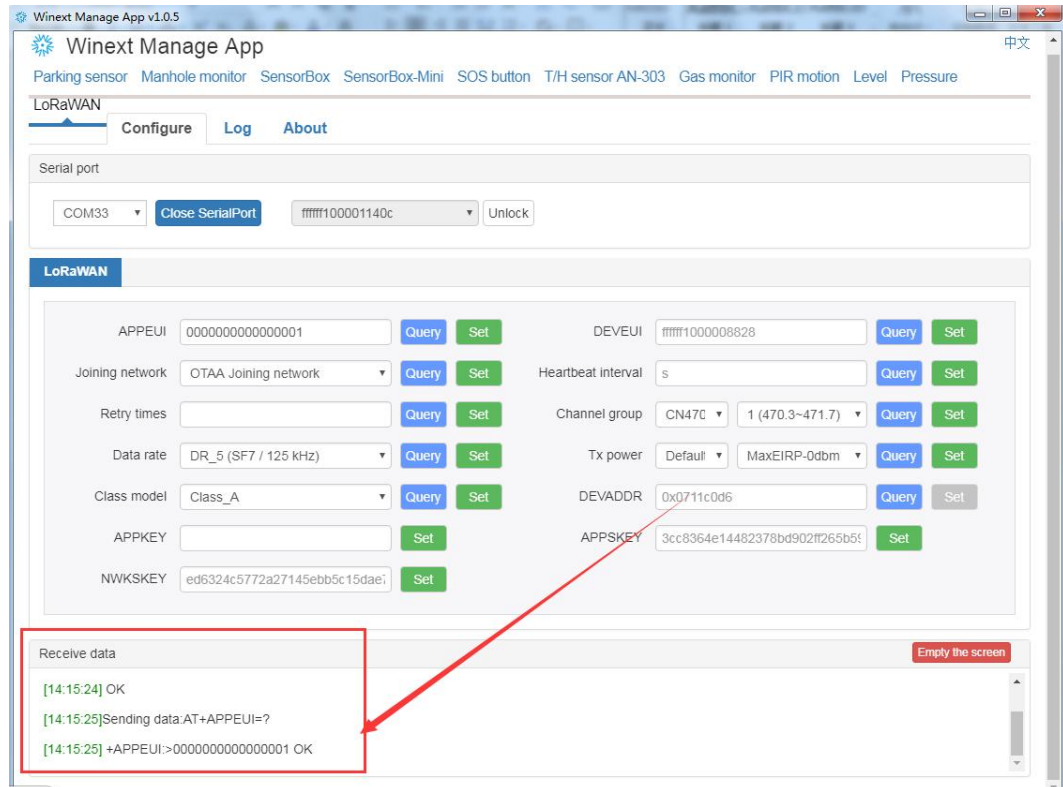 Winext Manage App v1.0.5
Winext Manage App 中文
Parking sensor Manhole monitor SensorBox SensorBox-Mini SOS button T/H sensor AN-303 Gas monitor PIR motion Level Pressure
LoRaWAN
Configure Log About
Serial port
COM33 Close SerialPort ffffff100001140c Unlock
LoRaWAN
APPEUI 0000000000000001 Query Set DEVEUI ffffff1000008828 Query Set
Joining network OTAA Joining network Query Set Heartbeat interval s Query Set
Retry times Query Set Channel group CN470 1 (470.3~471.7) Query Set
Data rate DR_5 (SF7 / 125 kHz) Query Set Tx power Default MaxEIRP-0dbm Query Set
Class model Class_A Query Set DEVADDR 0x0711c0d6 Query Set
APPKEY Set APPSKEY 3cc8364e14482378bd902ff265b59 Set
NWKSKEY ed6324c5772a27145ebb5c15dae7 Set
Receive data Empty the screen
[14:15:24] OK
[14:15:25]Sending data:AT+APPEUI=?
[14:15:25] +APPEUI:>0000000000000001 OK